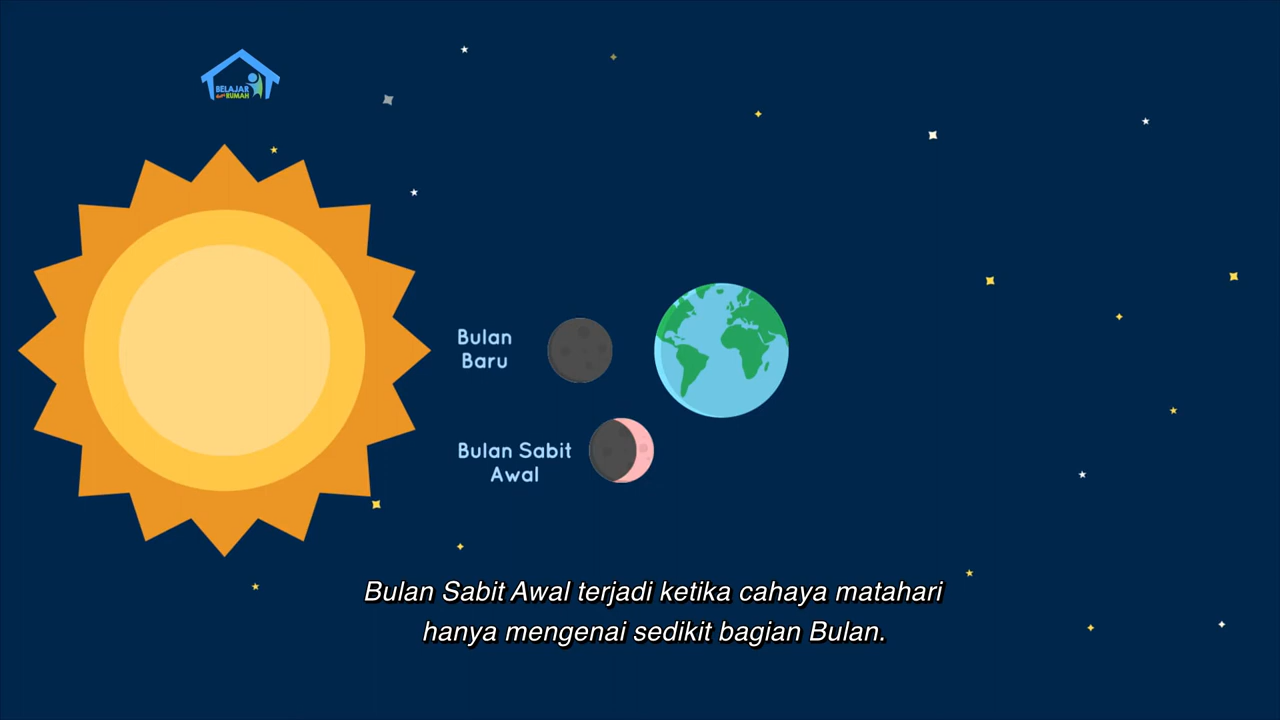 BELAJAR
dari RUMAH
Bulan
Baru
Bulan Sabit
Awal
Bulan Sabit Awal terjadi ketika cahaya matahari
hanya mengenai sedikit bagian Bulan.